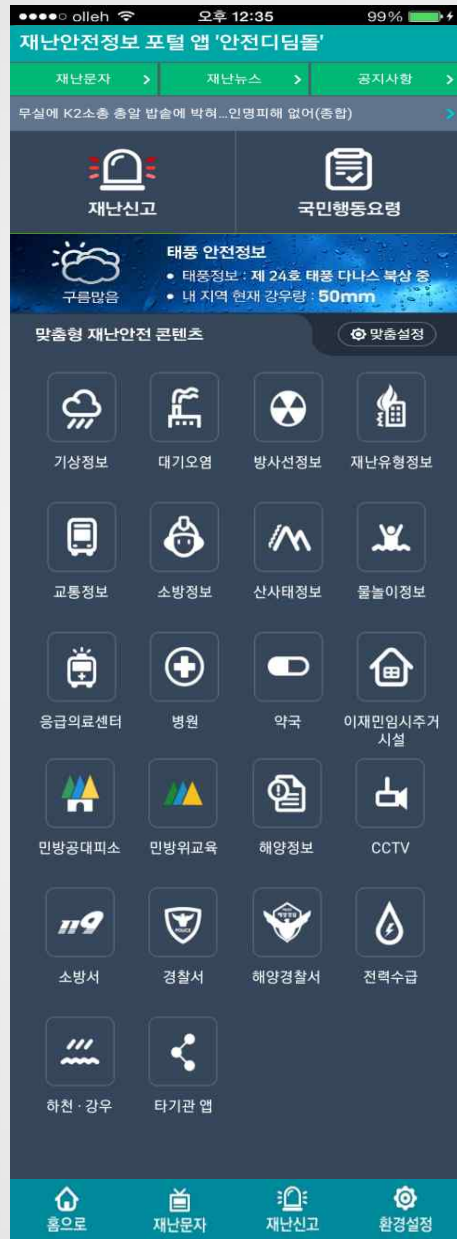 olleh 오후 12:35 99%
재난안전정보 포털 앱 '안전디딤돌'
재난문자 > 재난뉴스 > 공지사항 >
무실에 K2소총 총알 밥솥에 박혀...인명피해 없어(종합) >
재난신고 국민행동요령
태풍 안전정보
• 태풍정보 : 제 24호 태풍 다나스 북상 중
구름많음 • 내 지역 현재 강우량 : 50mm
맞춤형 재난안전 콘텐츠 맞춤설정
기상정보 대기오염 방사선정보 재난유형정보
교통정보 소방정보 산사태정보 물놀이정보
응급의료센터 병원 약국 이재민임시주거
시설
민방공대피소 민방위교육 해양정보 CCTV
119 POLICE
소방서 경찰서 해양경찰서 전력수급
하천·강우 타기관 앱
홈으로 재난문자 재난신고 환경설정